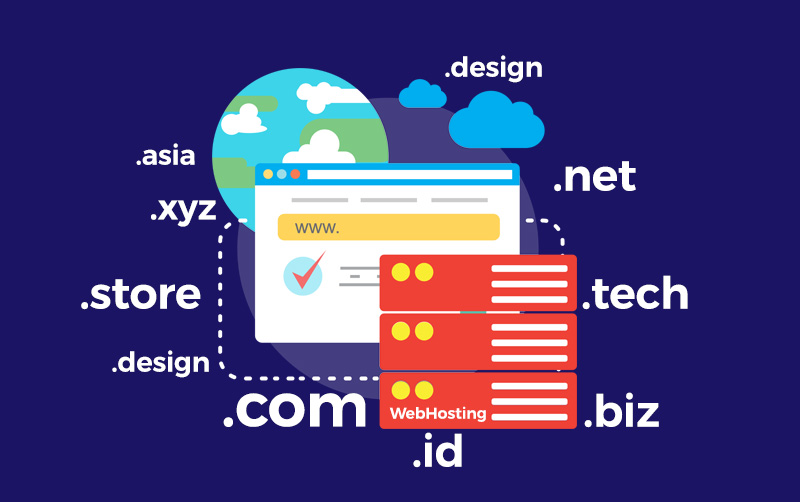 .design
.asia
.net
.xyz
www.
.store
.tech
.design
.com
WebHosting
.biz
.id